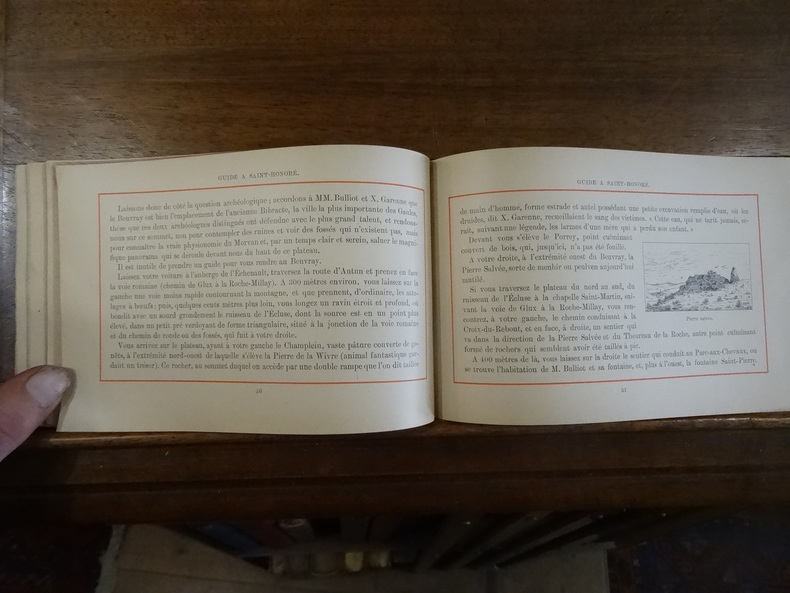 GUIDE A SAINT-HONORÉ.
Laissons donc de côté la question archéologique; accordons à MM. Bulliot et X. Garenne que
le Beuvray est bien l'emplacement de l'ancienne Bibracte, la ville la plus importante des Gaules,
thèse que ces deux archéologues distingués ont défendue avec le plus grand talent, et rendons-
nous sur ce sommet, non pour contempler des ruines et voir des fossés qui n'existent pas, mais
pour connaître la vraie physionomie du Morvan et, par un temps clair et serein, saluer le magni-
fique panorama qui se déroule devant nous du haut de ce plateau.
Il est inutile de prendre un guide pour vous rendre au Beuvray.
Laissez votre voiture à l'auberge de l'Echenault, traversez la route d'Autun et prenez en face
la voie romaine (chemin de Glux à la Roche-Millay). A 300 mètres environ, vous laissez sur la
gauche une voie moins rapide contournant la montagne, et que prennent, d'ordinaire, les atte-
lages à bœufs; puis, quelques cents mètres plus loin, vous longez un ravin étroit et profond, où
bondit avec un sourd grondement le ruisseau de l'Écluse, dont la source est en un point plus
élevé, dans un petit pré verdoyant de forme triangulaire, situé à la jonction de la voie romaine
et du chemin de ronde ou des fossés, qui fait à votre droite.
Vous arrivez sur le plateau, ayant à votre gauche le Champlein, vaste pâture couverte de ge-
nêts, à l'extrémité nord-ouest de laquelle s'élève la Pierre de la Wivre (animal fantastique gar-
dant un trésor). Ce rocher, au sommet duquel on accède par une double rampe que l'on dit taillée
GUIDE A SAINT-HONORÉ.
de main d'homme, forme estrade et autel possédant une petite excavation remplie d'eau, où les
druides, dit X. Garenne, recueillaient le sang des victimes. « Cette eau, qui ne tarit jamais, se-
rait, suivant une légende, les larmes d'une mère qui a perdu son enfant. »
Devant vous s'élève le Porrey, point culminant
couvert de bois, qui, jusqu'ici, n'a pas été fouillé.
A votre droite, à l'extrémité ouest du Beuvray, la
Pierre Salvée, sorte de menhir ou peulven aujourd'hui
mutilé.
Si vous traversez le plateau du nord au sud, du
ruisseau de l'Écluse à la chapelle Saint-Martin, sui-
vant la voie de Glux à la Roche-Millay, vous ren-
contrez, à votre gauche, le chemin conduisant à la
Croix-du-Rebout, et en face, à droite, un sentier qui
va dans la direction de la Pierre Salvée et du Theureau de la Roche, autre point culminant
formé de rochers qui semblent avoir été taillés à pic.
A 400 mètres de là, vous laissez sur la droite le sentier qui conduit au Parc-aux-Chevaux, où
se trouve l'habitation de M. Bulliot et sa fontaine, et, plus à l'ouest, la fontaine Saint-Pierre.
Pierre salvée.